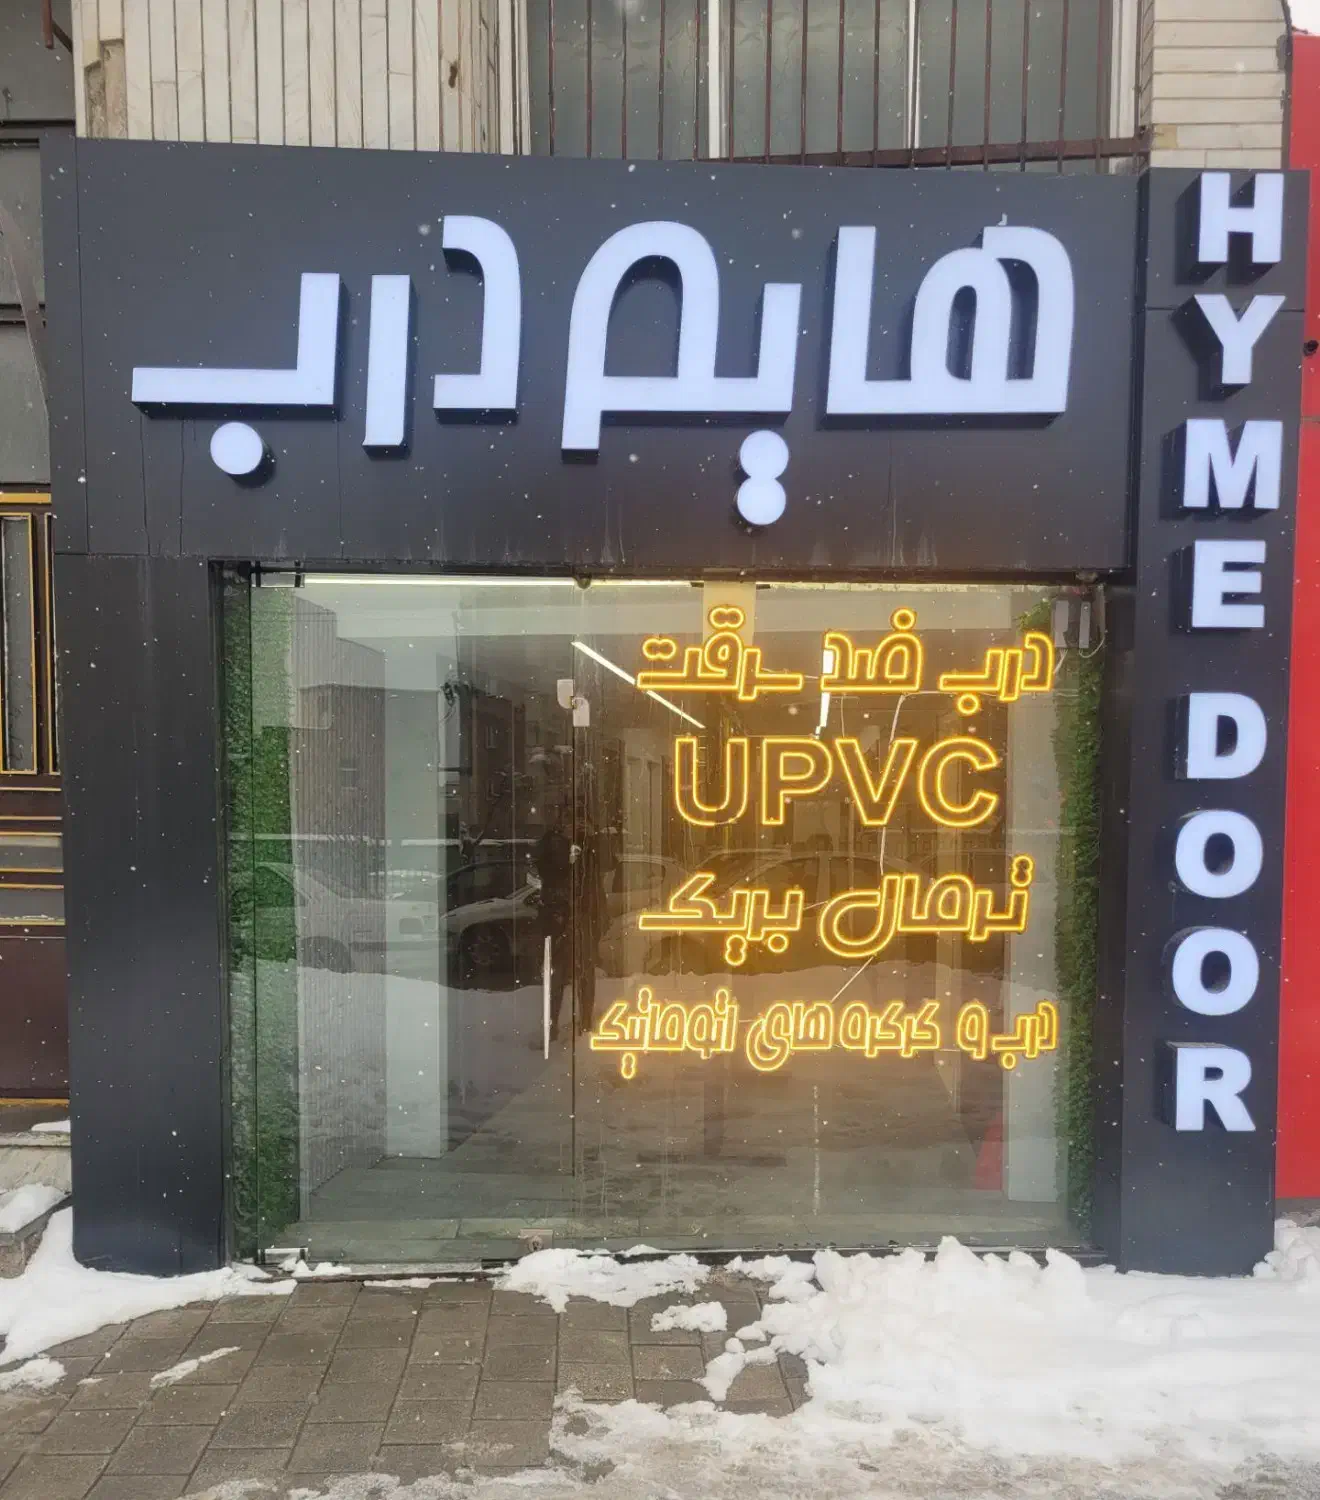 هایم درب
HYME DOOR
درب ضد سرقت
UPVC
ترمال بریک
درب و کرکره های اتوماتیک